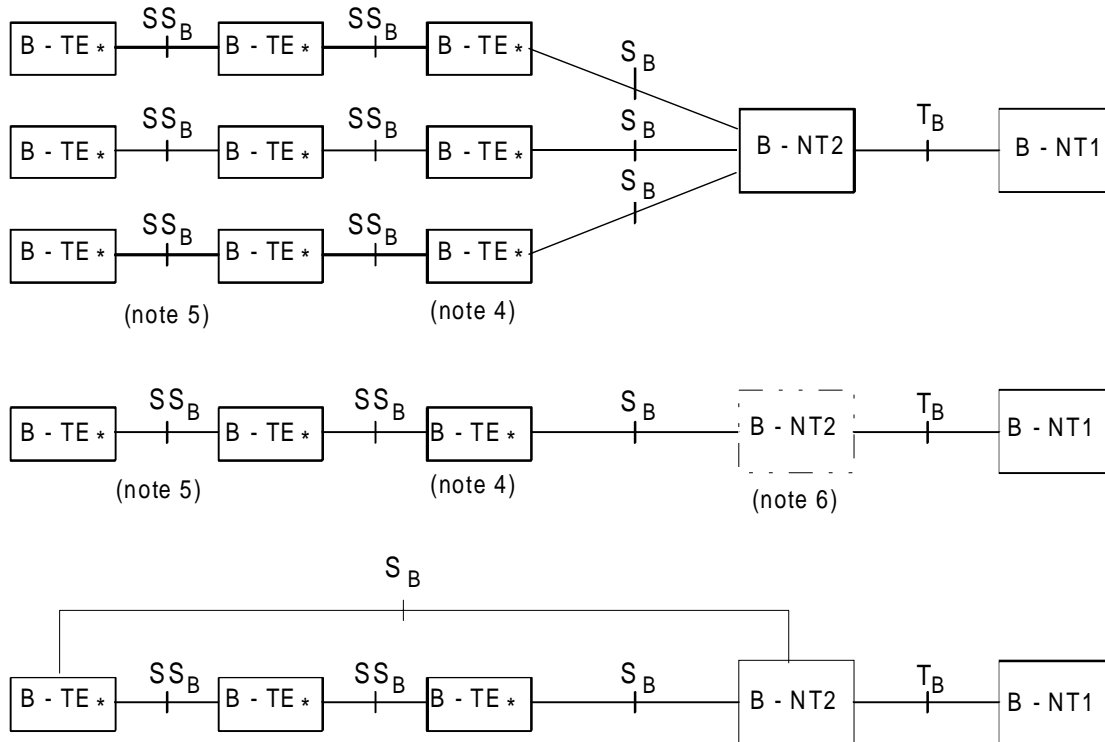 SS_B SS_B
B - TE * B - TE * B - TE * S_B
SS_B SS_B S_B T_B
B - TE * B - TE * B - TE * B - NT2 B - NT1
SS_B SS_B S_B
B - TE * B - TE * B - TE *
(note 5) (note 4)
SS_B SS_B S_B T_B
B - TE * B - TE * B - TE * B - NT2 B - NT1
(note 5) (note 4) (note 6)
S_B
SS_B SS_B S_B T_B
B - TE * B - TE * B - TE * B - NT2 B - NT1